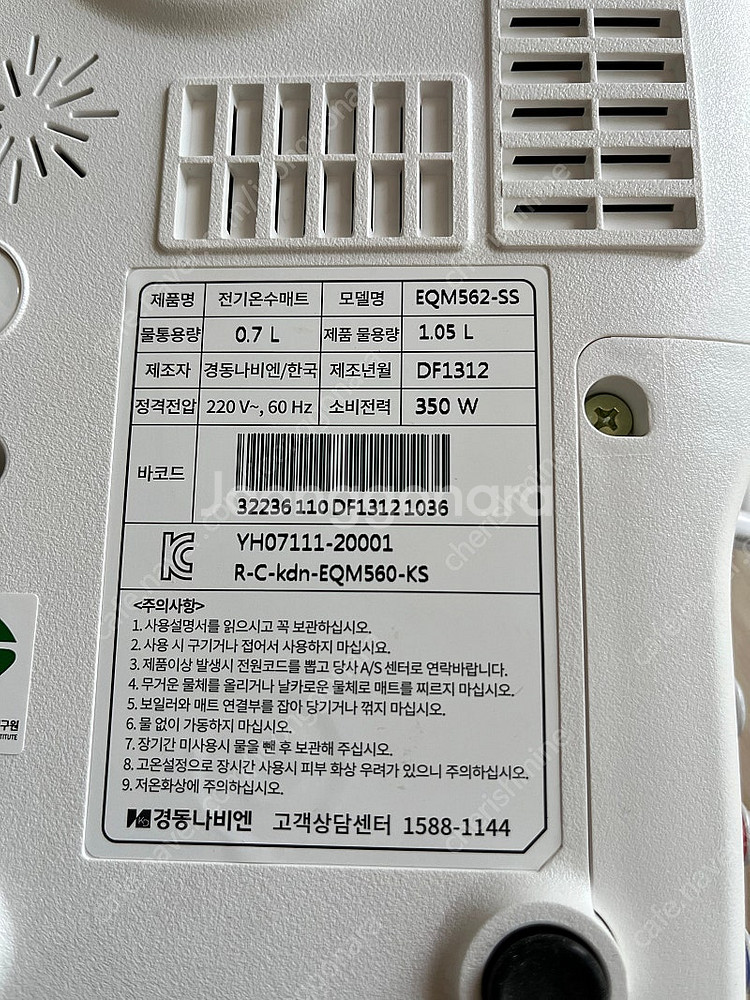 제품명 전기온수매트 모델명 EQM562-SS
물통용량 0.7 L 제품 물용량 1.05 L
제조자 경동나비엔/한국 제조년월 DF1312
정격전압 220 V~, 60 Hz 소비전력 350 W
바코드
32236110DF13121036
YH07111-20001
R-C-kdn-EQM560-KS
<주의사항>
1. 사용설명서를 읽으시고 꼭 보관하십시오.
2. 사용 시 구기거나 접어서 사용하지 마십시요.
3. 제품이상 발생시 전원코드를 뽑고 당사 A/S 센터로 연락바랍니다.
4. 무거운 물체를 올리거나 날카로운 물체로 매트를 찌르지 마십시오.
5. 보일러와 매트 연결부를 잡아 당기거나 꺾지 마십시오.
6. 물 없이 가동하지 마십시오.
7. 장기간 미사용시 물을 뺀 후 보관해 주십시오.
8. 고온설정으로 장시간 사용시 피부 화상 우려가 있으니 주의하십시오.
9. 저온화상에 주의하십시오.
경동나비엔 고객상담센터 1588-1144
구원
TITUTE
Joonggonara